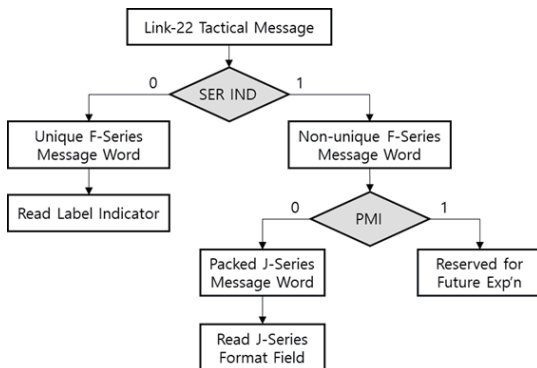 Link-22 Tactical Message
0
SER IND
1
Unique F-Series
Message Word
Non-unique F-Series
Message Word
Read Label Indicator
0
PMI
1
Packed J-Series
Message Word
Reserved for
Future Exp'n
Read J-Series
Format Field